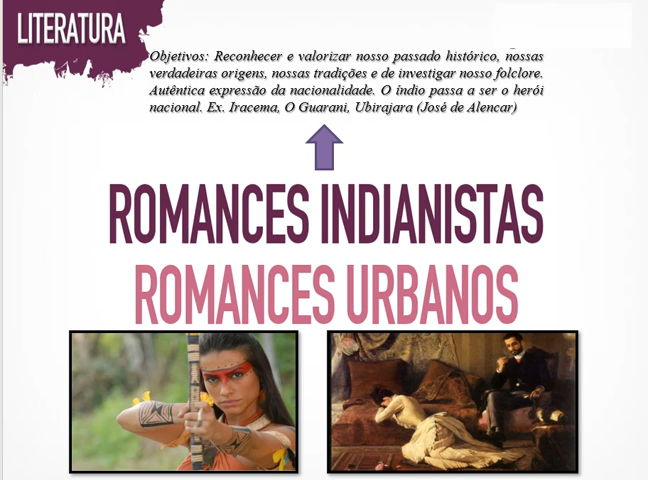 LITERATURA
Objetivos: Reconhecer e valorizar nosso passado histórico, nossas
verdadeiras origens, nossas tradições e de investigar nosso folclore.
Autêntica expressão da nacionalidade. O índio passa a ser o herói
nacional. Ex. Iracema, O Guarani, Ubirajara (José de Alencar)
ROMANCES INDIANISTAS
ROMANCES URBANOS